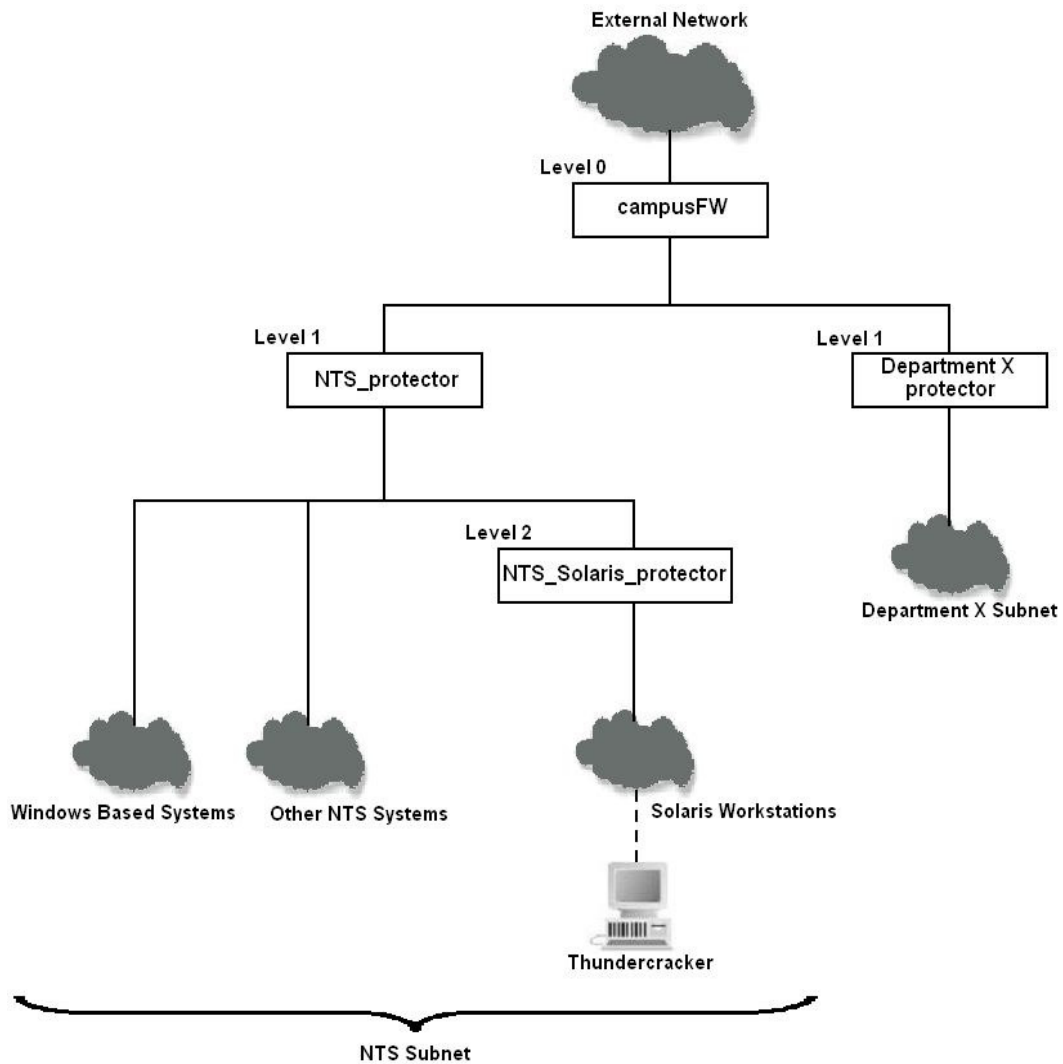 External Network
Level 0
campusFW
Level 1
NTS_protector
Level 1
Department X
protector
Level 2
NTS_Solaris_protector
Department X Subnet
Windows Based Systems
Other NTS Systems
Solaris Workstations
Thundercracker
NTS Subnet